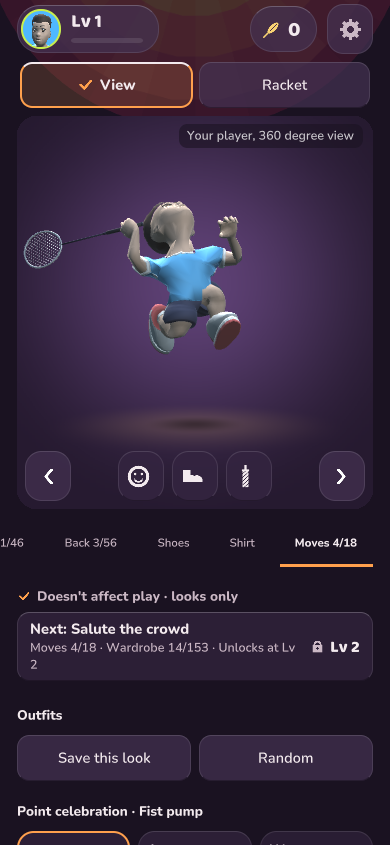 Lv 1
0
View
Racket
Your player, 360 degree view
1/46
Back 3/56
Shoes
Shirt
Moves 4/18
Doesn't affect play · looks only
Next: Salute the crowd
Moves 4/18 · Wardrobe 14/153 · Unlocks at Lv
2
Lv 2
Outfits
Save this look
Random
Point celebration · Fist pump